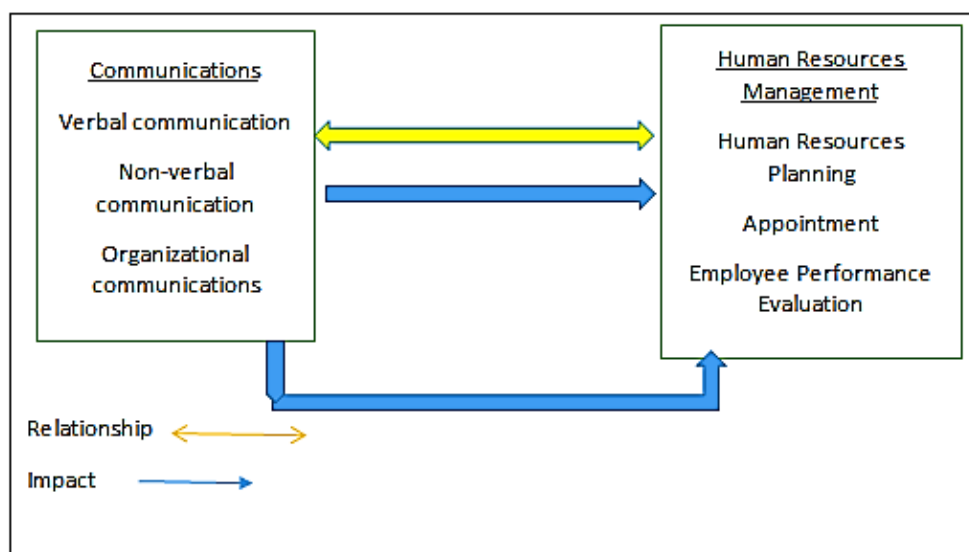 Communications
Verbal communication
Non-verbal
communication
Organizational
communications
Human Resources
Management
Human Resources
Planning
Appointment
Employee Performance
Evaluation
Relationship
Impact